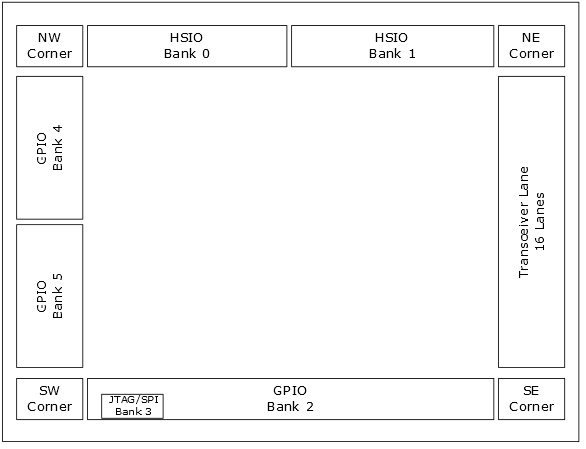 NW
Corner
HSIO
Bank 0
HSIO
Bank 1
NE
Corner
GPIO
Bank 4
Transceiver Lane
16 Lanes
GPIO
Bank 5
SW
Corner
JTAG/SPI
Bank 3
GPIO
Bank 2
SE
Corner